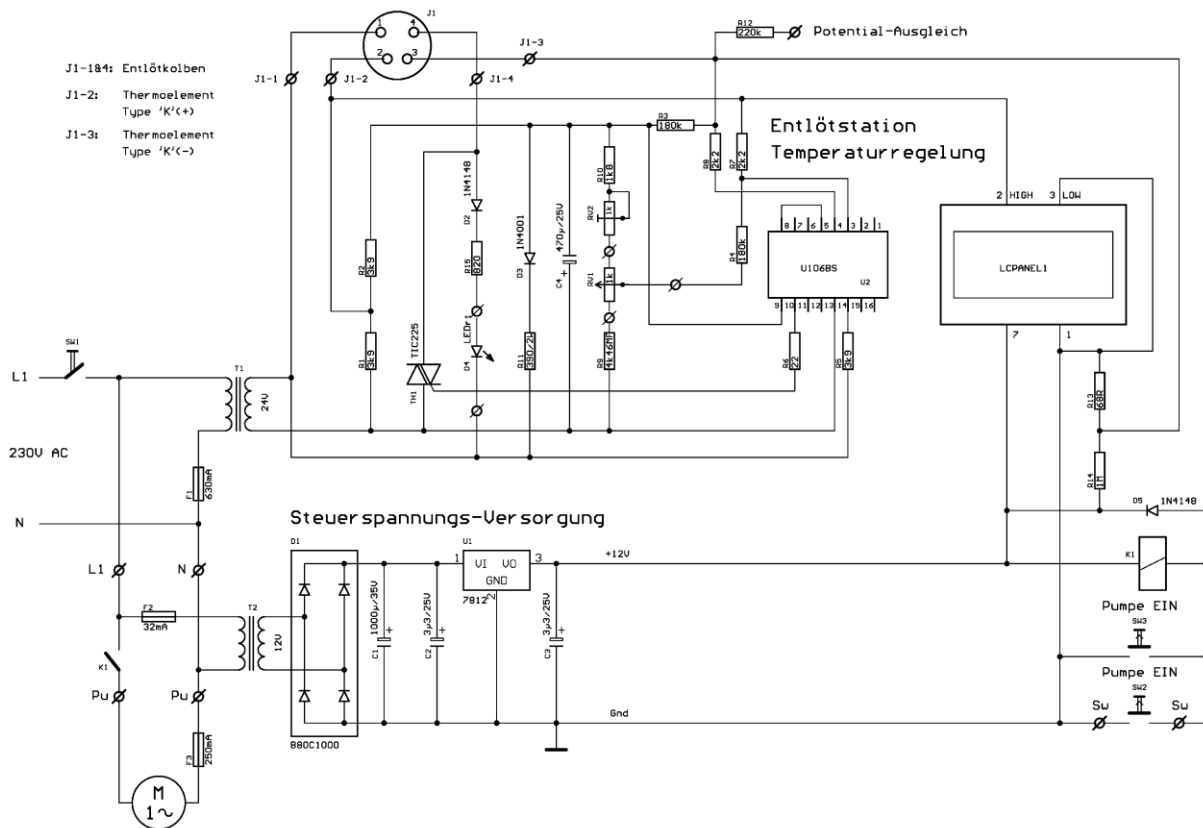 J1
1 4
2 3
J1-1&4: Entlötkolben
J1-2: Thermoelement
Type 'K'(+)
J1-3: Thermoelement
Type 'K'(-)
J1-1
J1-2
J1-4
J1-3
R12
220k
Potential-Ausgleich
Entlötstation
Temperaturregelung
R3
180k
R8
2k2
R7
2k2
R10
1k8
RV2
1k
RV1
1k
R9
R4
180k
1N4148
D2
R15
820
LEDr1
D4
1N4001
D3
R11
470µ/25V
C4
+
R2
3k9
R1
3k9
TIC225
TH1
8 7 6 5 4 3 2 1
U106BS
U2
9 10 11 12 13 14 15 16
R6
22
R5
3k9
2 HIGH
3 LOW
LCPANEL1
7
1
R13
68R
R14
1M
D5
1N4148
SW1
L1
230V AC
N
T1
24V
F1
630mA
Steuerspannungs-Versorgung
D1
B80C1000
L1
N
F2
32mA
T2
12V
K1
Pu
Pu
F3
250mA
M
1~
1000µ/35V
C1
+
3µ3/25V
C2
+
U1
1
VI VO
3
GND
2
7812
3µ3/25V
C3
+
+12V
Gnd
K1
Pumpe EIN
SW3
Pumpe EIN
SW2
Sw
Sw